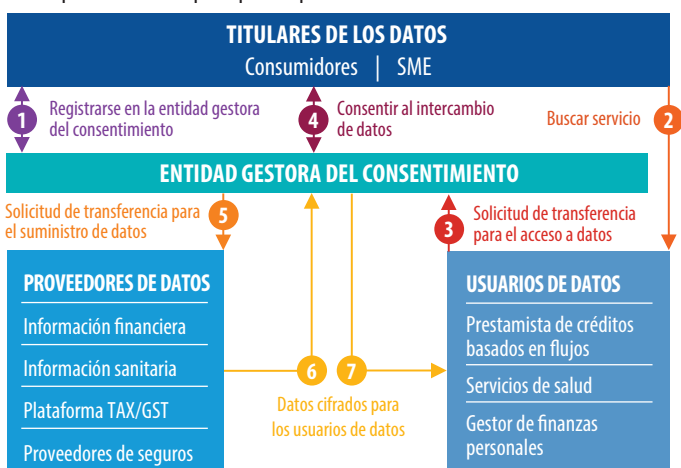 TITULARES DE LOS DATOS
Consumidores | SME
1
Registrarse en la entidad gestora
del consentimiento
4
Consentir al intercambio
de datos
Buscar servicio
2
ENTIDAD GESTORA DEL CONSENTIMIENTO
Solicitud de transferencia para
el suministro de datos
5
3
Solicitud de transferencia
para el acceso a datos
PROVEEDORES DE DATOS
Información financiera
Información sanitaria
Plataforma TAX/GST
Proveedores de seguros
6
7
Datos cifrados para
los usuarios de datos
USUARIOS DE DATOS
Prestamista de créditos
basados en flujos
Servicios de salud
Gestor de finanzas
personales